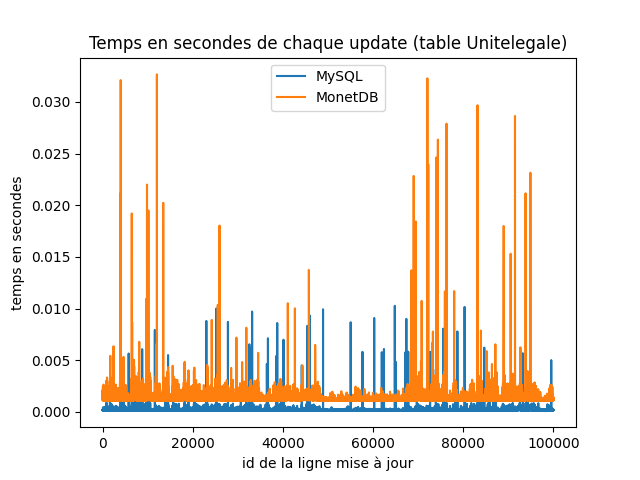 Temps en secondes de chaque update (table Unitelegale)
MySQL
MonetDB
temps en secondes
0.030
0.025
0.020
0.015
0.010
0.005
0.000
0
20000
40000
60000
80000
100000
id de la ligne mise à jour